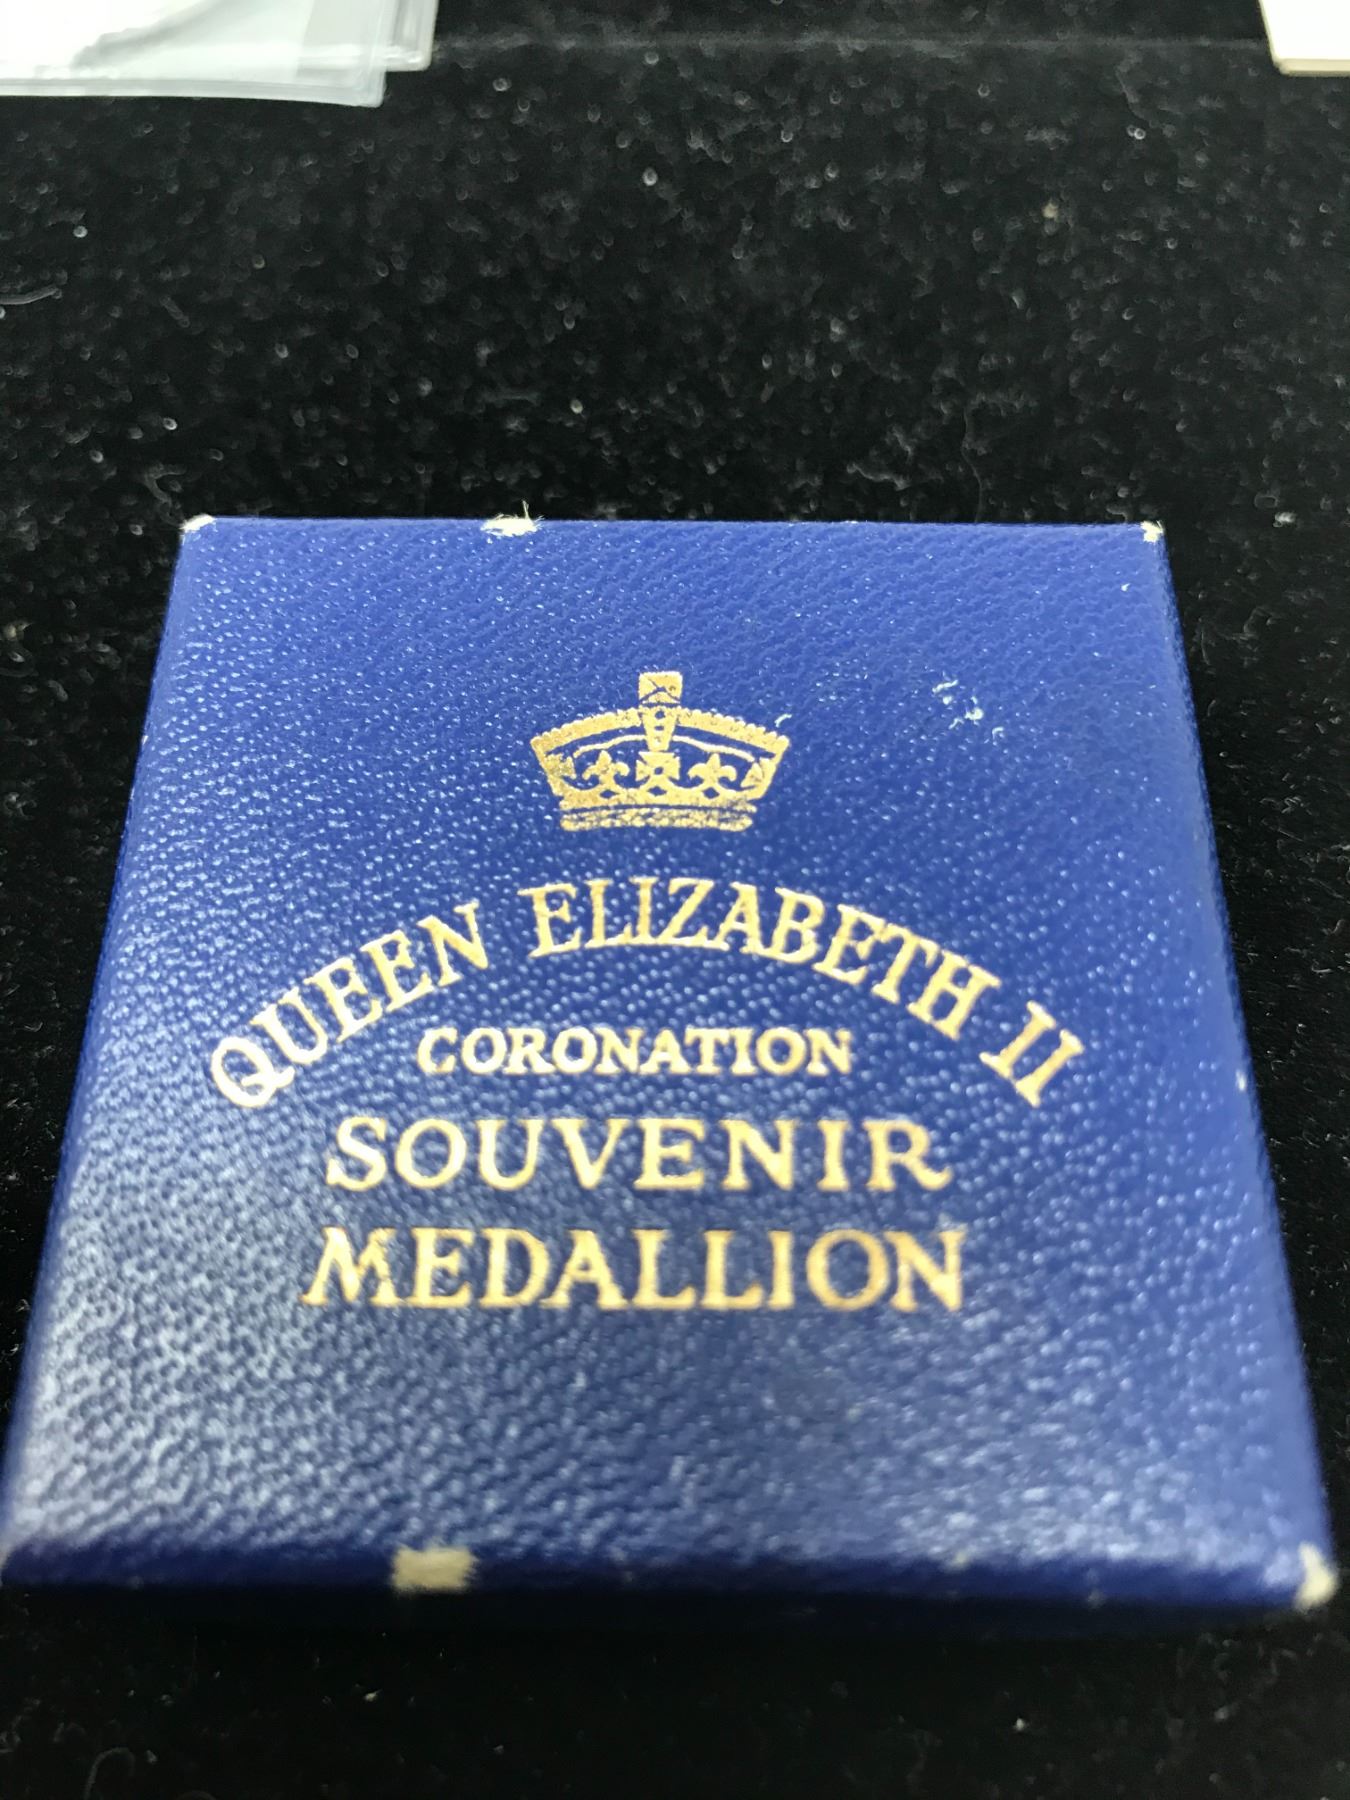 QUEEN ELIZABETH II
CORONATION
SOUVENIR
MEDALLION